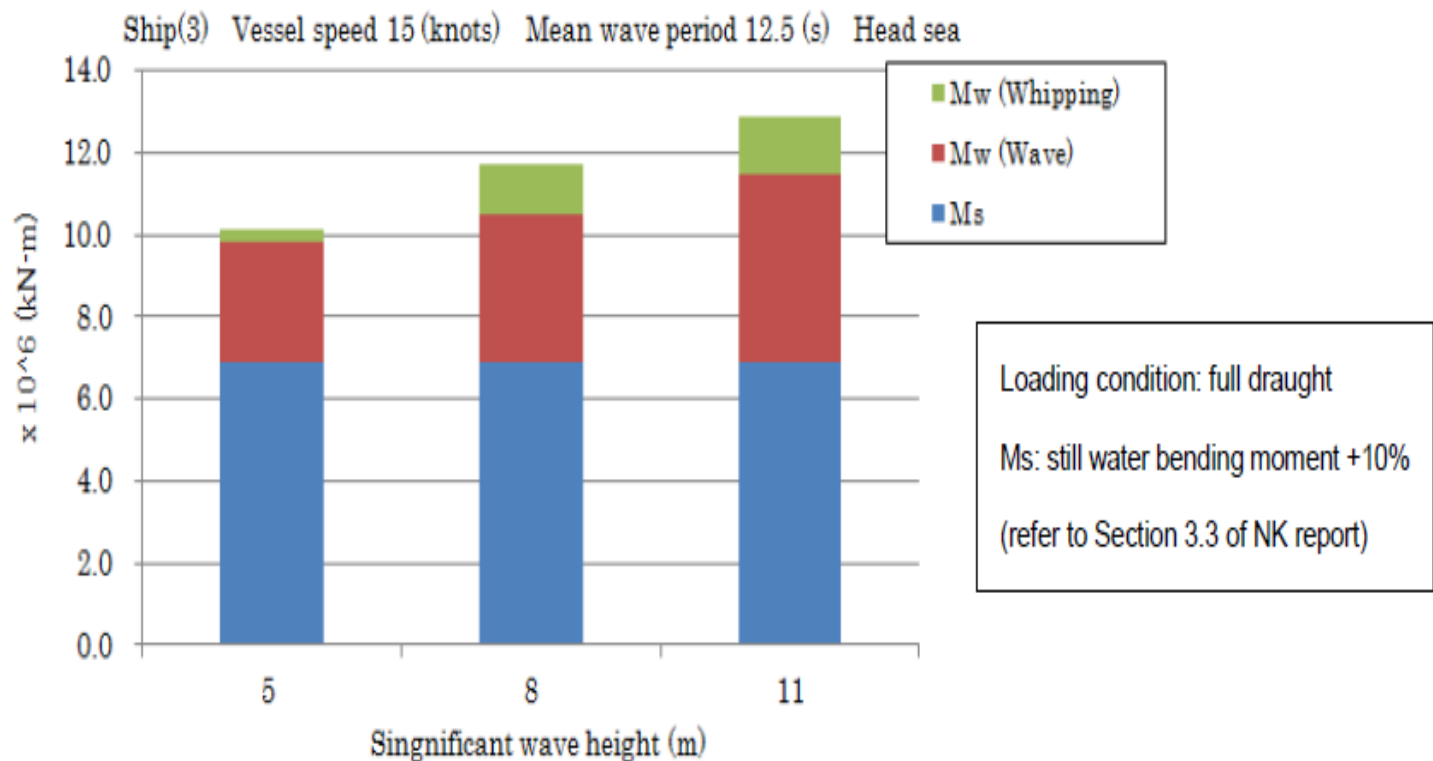 Ship(3) Vessel speed 15 (knots) Mean wave period 12.5 (s) Head sea
14.0
12.0
10.0
8.0
6.0
4.0
2.0
0.0
x 10^6 (kN-m)
5 8 11
Singnificant wave height (m)
Mw (Whipping)
Mw (Wave)
Ms
Loading condition: full draught
Ms: still water bending moment +10%
(refer to Section 3.3 of NK report)